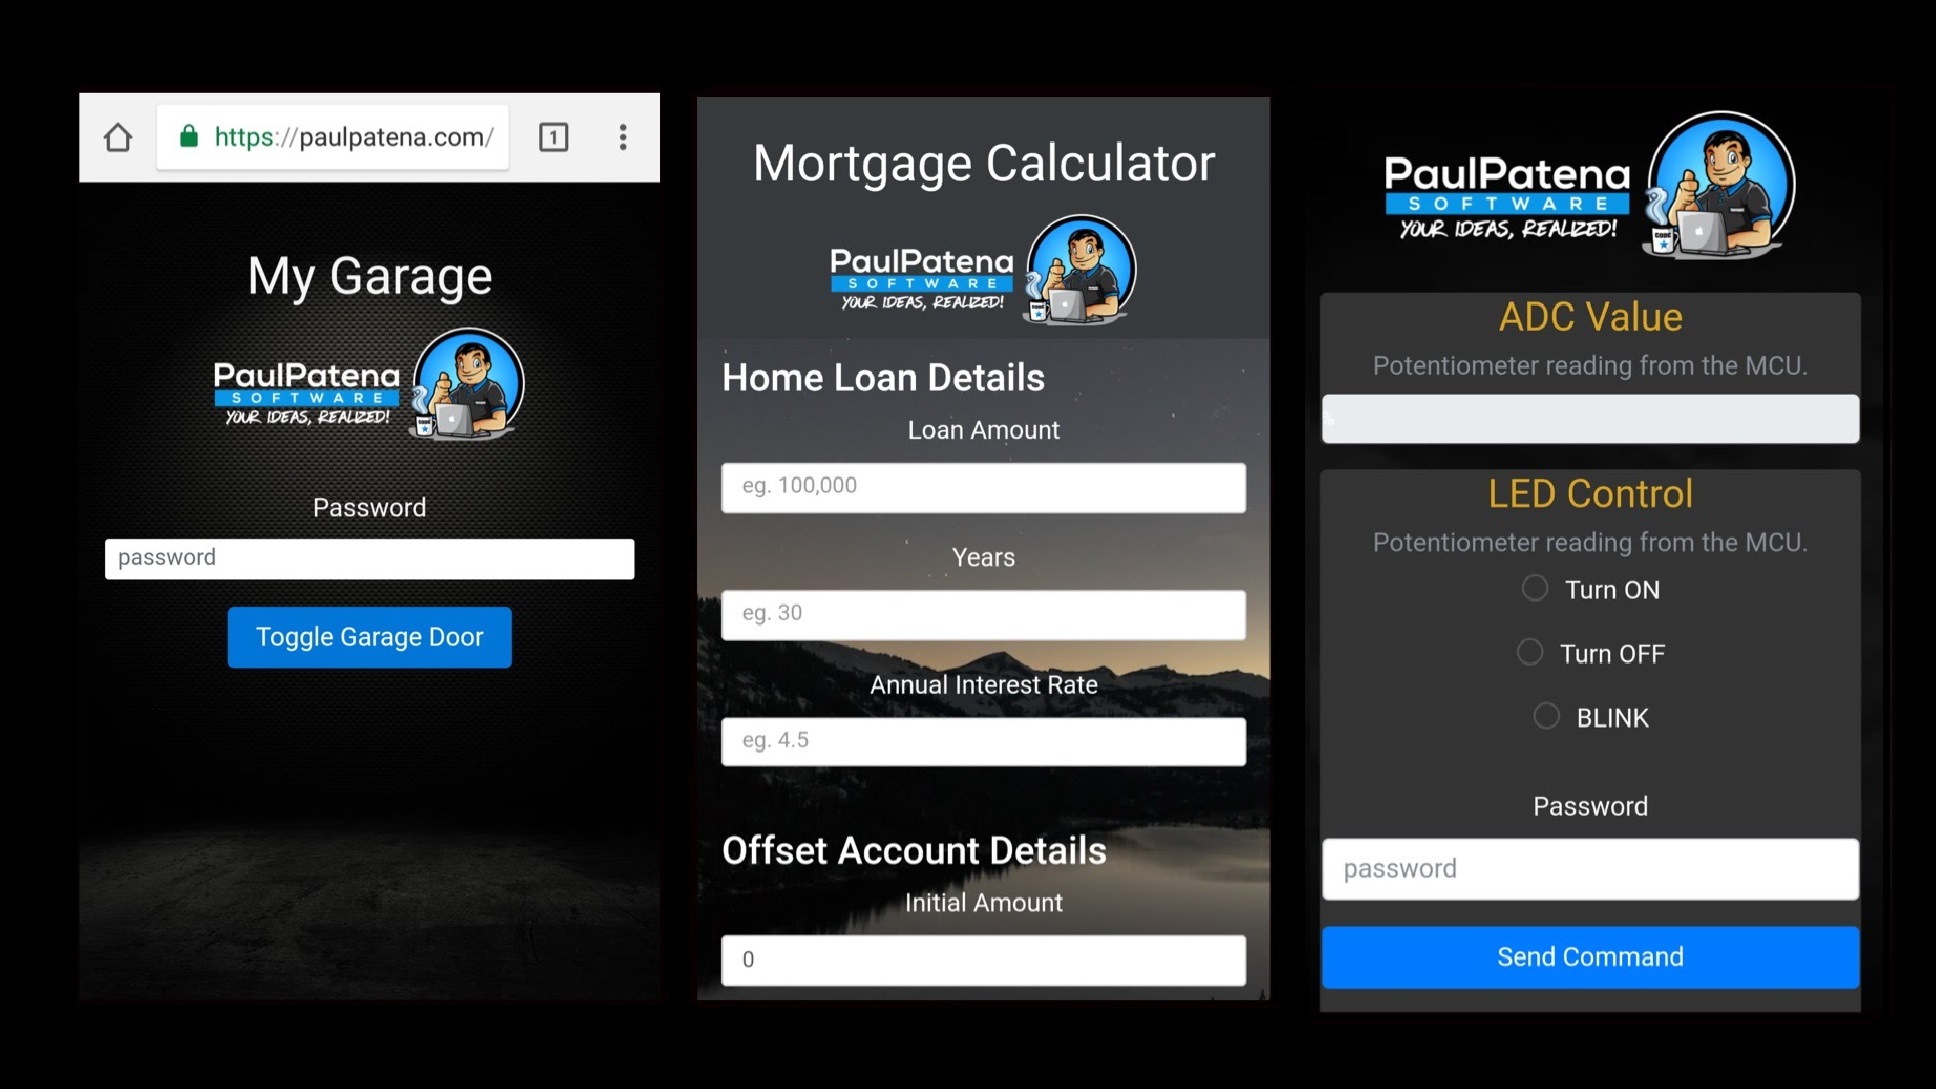 https://paulpatena.com/
1
My Garage
PaulPatena
SOFTWARE
YOUR IDEAS, REALIZED!
CODE
Password
password
Toggle Garage Door
Mortgage Calculator
PaulPatena
SOFTWARE
YOUR IDEAS, REALIZED!
CODE
Home Loan Details
Loan Amount
eg. 100,000
Years
eg. 30
Annual Interest Rate
eg. 4.5
Offset Account Details
Initial Amount
0
PaulPatena
SOFTWARE
YOUR IDEAS, REALIZED!
CODE
ADC Value
Potentiometer reading from the MCU.
%
LED Control
Potentiometer reading from the MCU.
Turn ON
Turn OFF
BLINK
Password
password
Send Command